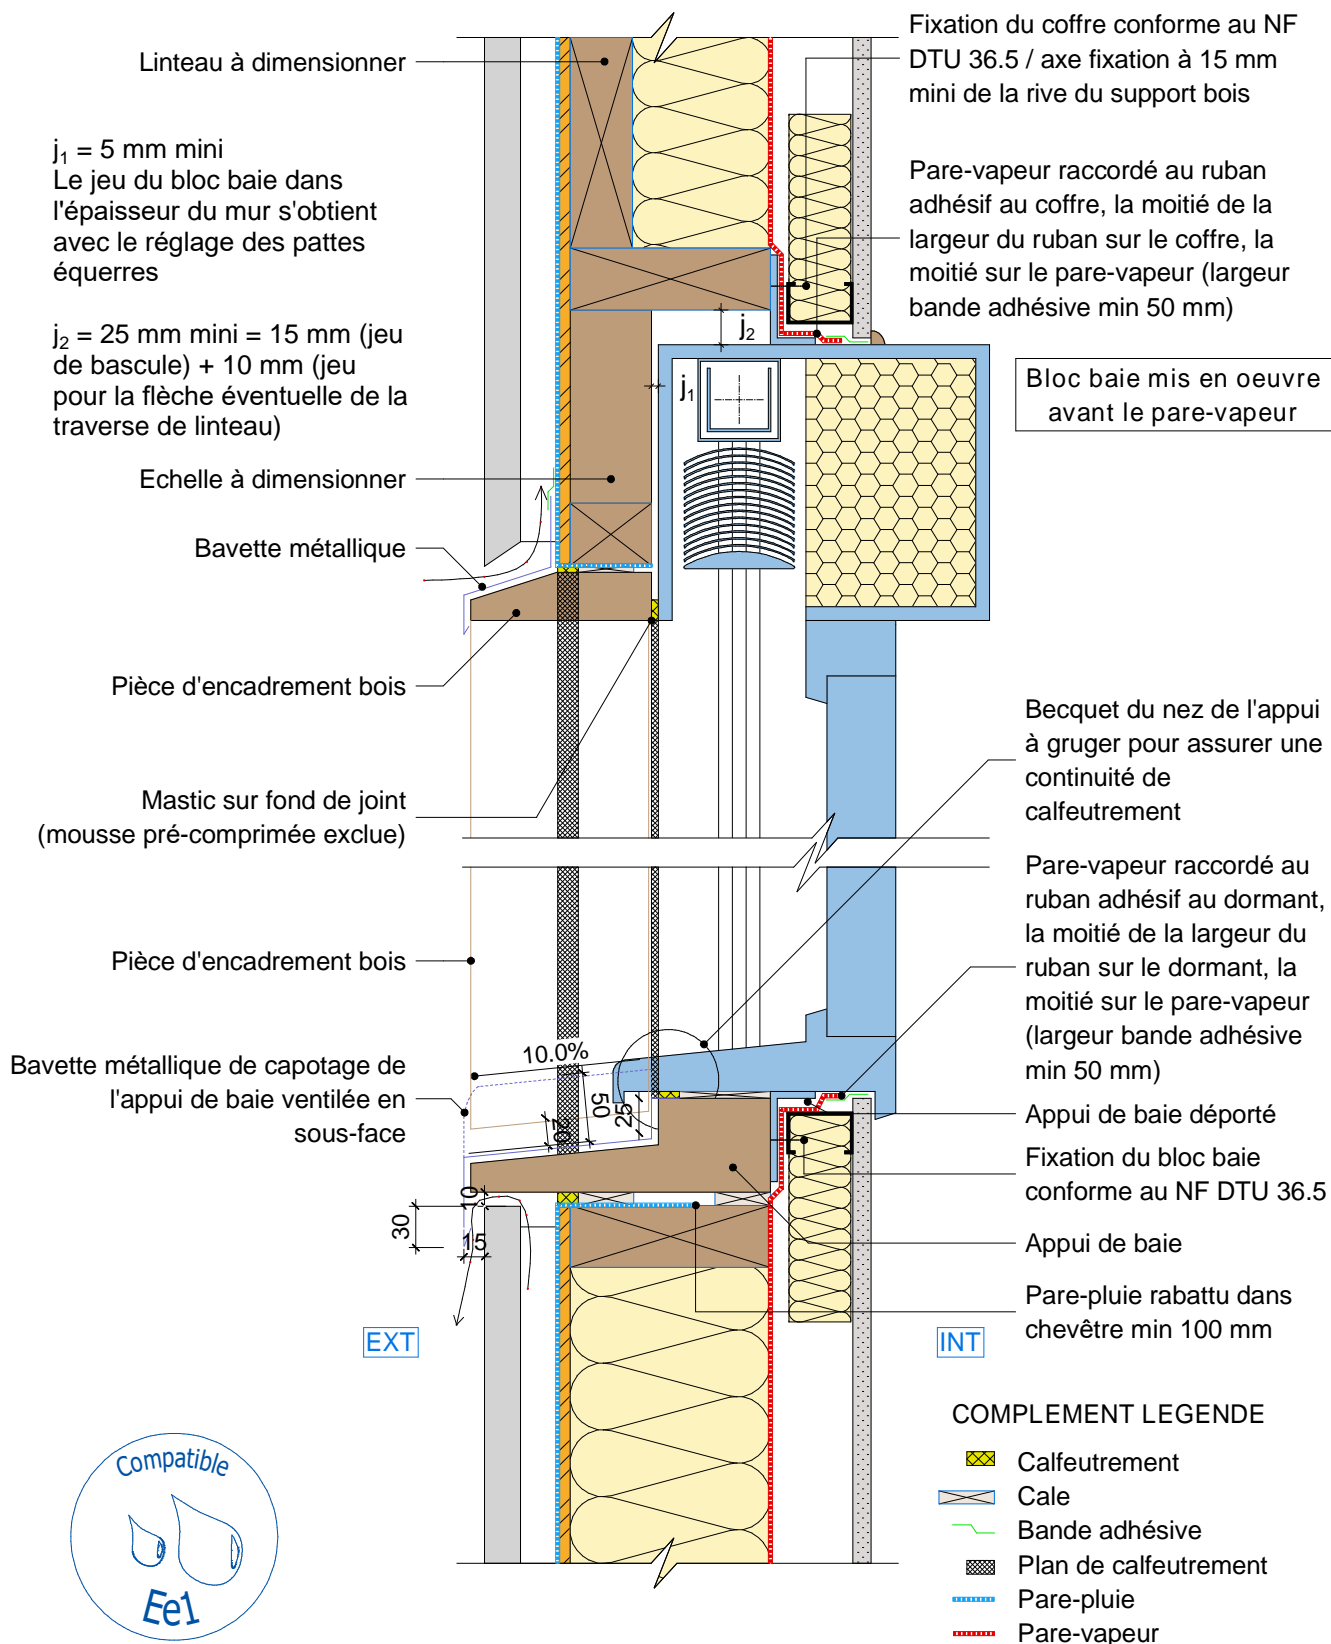 Linteau à dimensionner
j₁ = 5 mm mini
Le jeu du bloc baie dans
l'épaisseur du mur s'obtient
avec le réglage des pattes
équerres
j₂ = 25 mm mini = 15 mm (jeu
de bascule) + 10 mm (jeu
pour la flèche éventuelle de la
traverse de linteau)
Echelle à dimensionner
Bavette métallique
Pièce d'encadrement bois
Mastic sur fond de joint
(mousse pré-comprimée exclue)
Pièce d'encadrement bois
Bavette métallique de capotage de
l'appui de baie ventilée en
sous-face
Fixation du coffre conforme au NF
DTU 36.5 / axe fixation à 15 mm
mini de la rive du support bois
Pare-vapeur raccordé au ruban
adhésif au coffre, la moitié de la
largeur du ruban sur le coffre, la
moitié sur le pare-vapeur (largeur
bande adhésive min 50 mm)
Bloc baie mis en oeuvre
avant le pare-vapeur
j₂
j₁
Becquet du nez de l'appui
à gruger pour assurer une
continuité de
calfeutrement
Pare-vapeur raccordé au
ruban adhésif au dormant,
la moitié de la largeur du
ruban sur le dormant, la
moitié sur le pare-vapeur
(largeur bande adhésive
min 50 mm)
Appui de baie déporté
Fixation du bloc baie
conforme au NF DTU 36.5
Appui de baie
Pare-pluie rabattu dans
chevêtre min 100 mm
10.0%
50
25
20
10
30
15
EXT
INT
COMPLEMENT LEGENDE
Calfeutrement
Cale
Bande adhésive
Plan de calfeutrement
Pare-pluie
Pare-vapeur
Compatible
Ee1